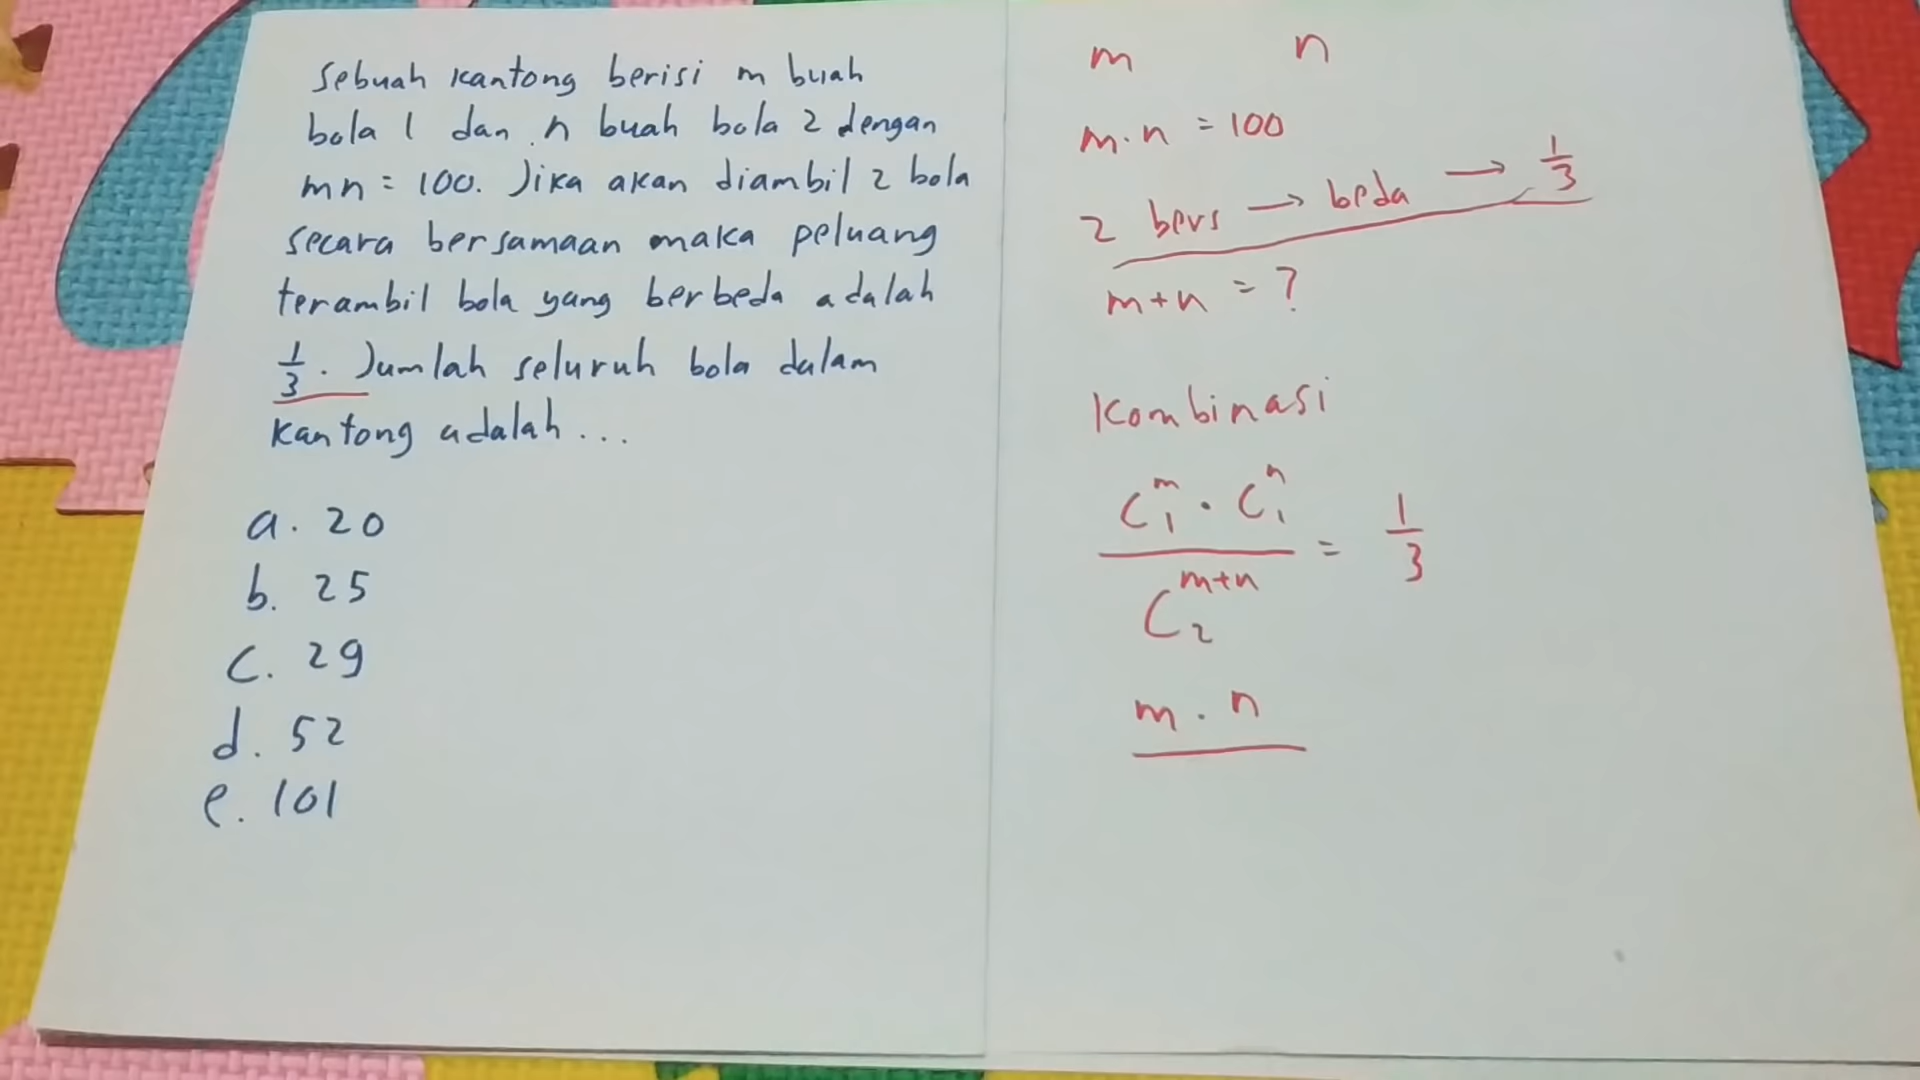 Sebuah kantong berisi m buah
bola 1 dan n buah bola 2 dengan
mn = 100. Jika akan diambil 2 bola
secara bersamaan maka peluang
terambil bola yang berbeda adalah
1/3. Jumlah seluruh bola dalam
kantong adalah...
a. 20
b. 25
c. 29
d. 52
e. 101
m n
m.n = 100
2 bers → beda → 1/3
m+n = ?
Kombinasi
C₁ᵐ . C₁ⁿ / C₂ᵐ⁺ⁿ = 1/3
m . n